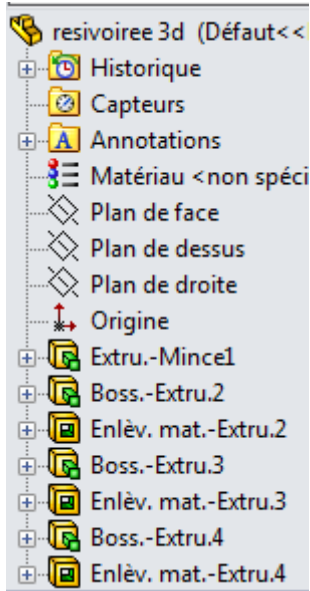 resivoiree 3d (Défaut<<
Historique
Capteurs
A Annotations
Matériau <non spéci
Plan de face
Plan de dessus
Plan de droite
Origine
Extru.-Mince1
Boss.-Extru.2
Enlèv. mat.-Extru.2
Boss.-Extru.3
Enlèv. mat.-Extru.3
Boss.-Extru.4
Enlèv. mat.-Extru.4